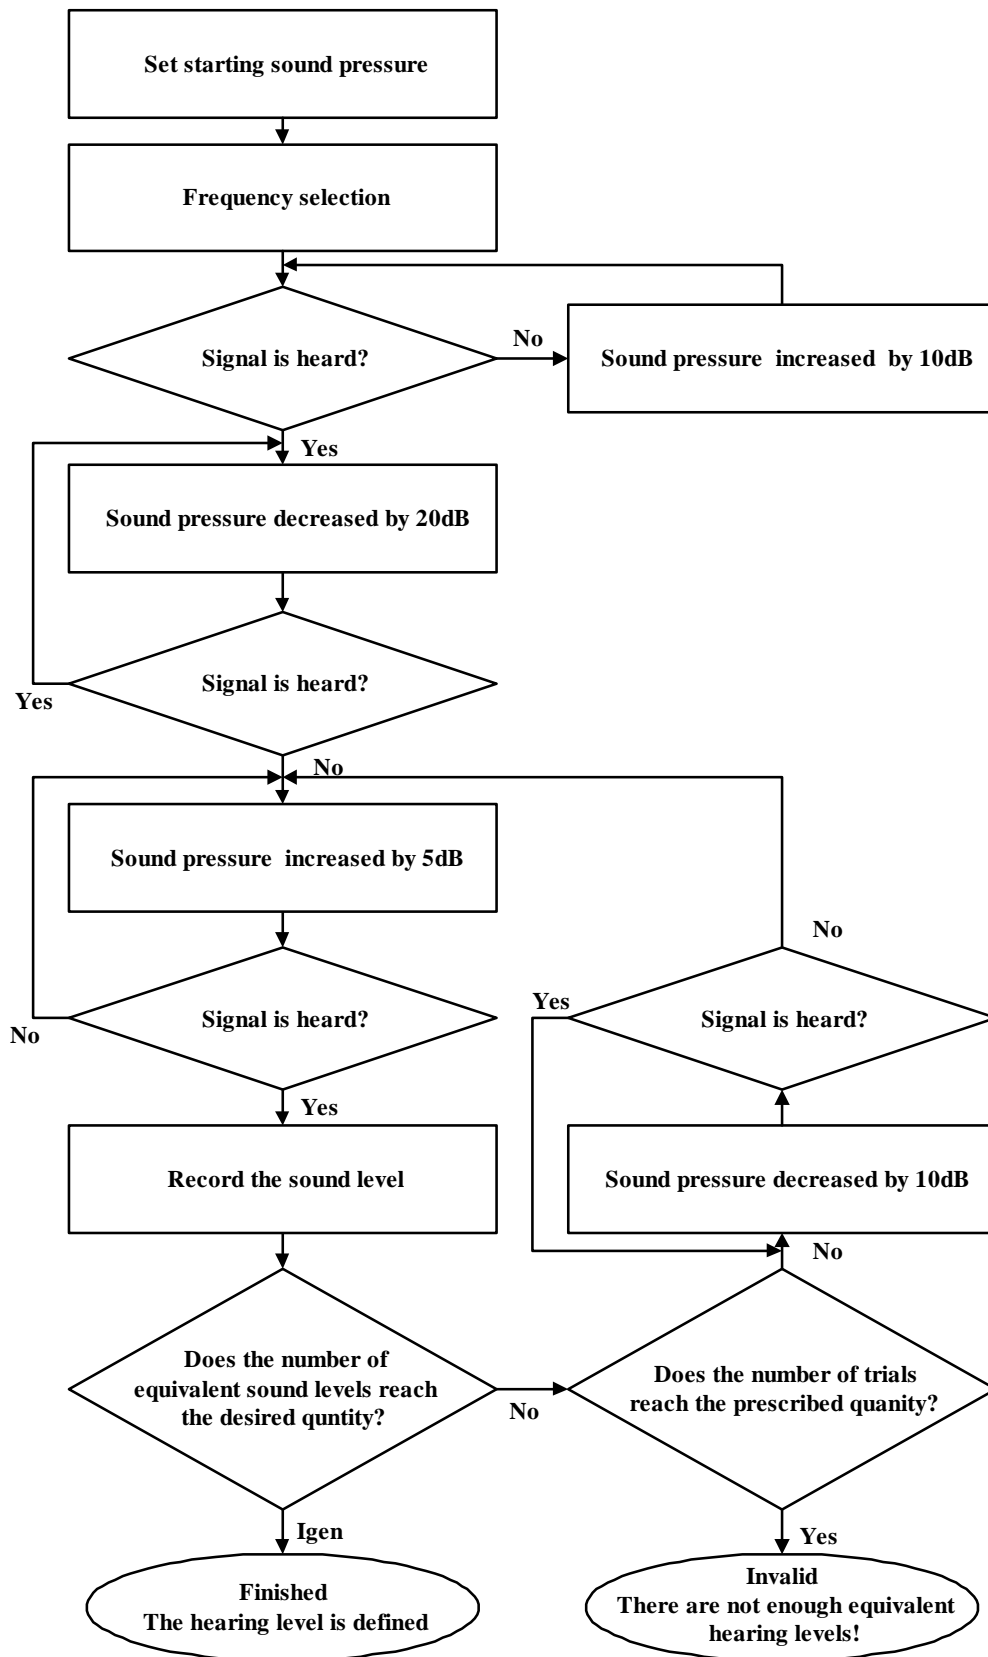 Set starting sound pressure
Frequency selection
Signal is heard?
No
Sound pressure increased by 10dB
Yes
Sound pressure decreased by 20dB
Signal is heard?
Yes
No
Sound pressure increased by 5dB
Signal is heard?
No
Yes
Record the sound level
Does the number of
equivalent sound levels reach
the desired quntity?
No
Igen
Finished
The hearing level is defined
Does the number of trials
reach the prescribed quanity?
No
Sound pressure decreased by 10dB
Signal is heard?
Yes
No
Yes
Invalid
There are not enough equivalent
hearing levels!